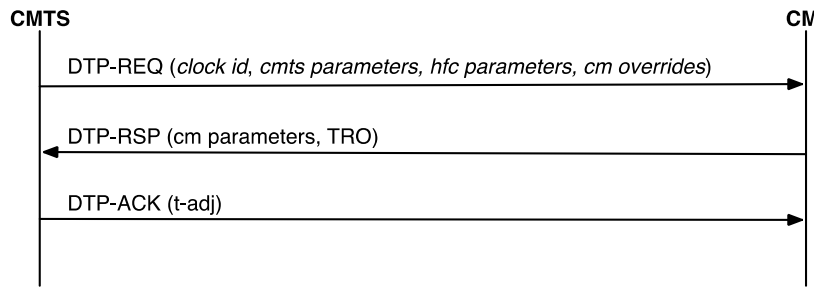 CMTS
CM
DTP-REQ (clock id, cmts parameters, hfc parameters, cm overrides)
DTP-RSP (cm parameters, TRO)
DTP-ACK (t-adj)